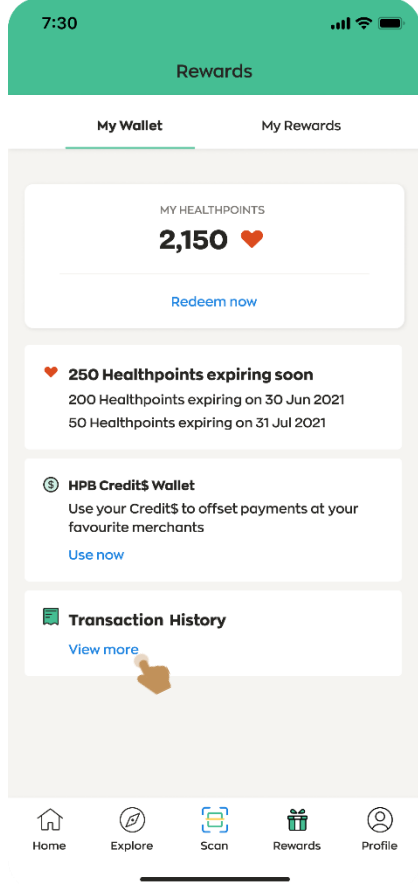 7:30
Rewards
My Wallet My Rewards
MY HEALTHPOINTS
2,150
Redeem now
250 Healthpoints expiring soon
200 Healthpoints expiring on 30 Jun 2021
50 Healthpoints expiring on 31 Jul 2021
$ HPB Credit$ Wallet
Use your Credit$ to offset payments at your
favourite merchants
Use now
Transaction History
View more
Home Explore Scan Rewards Profile